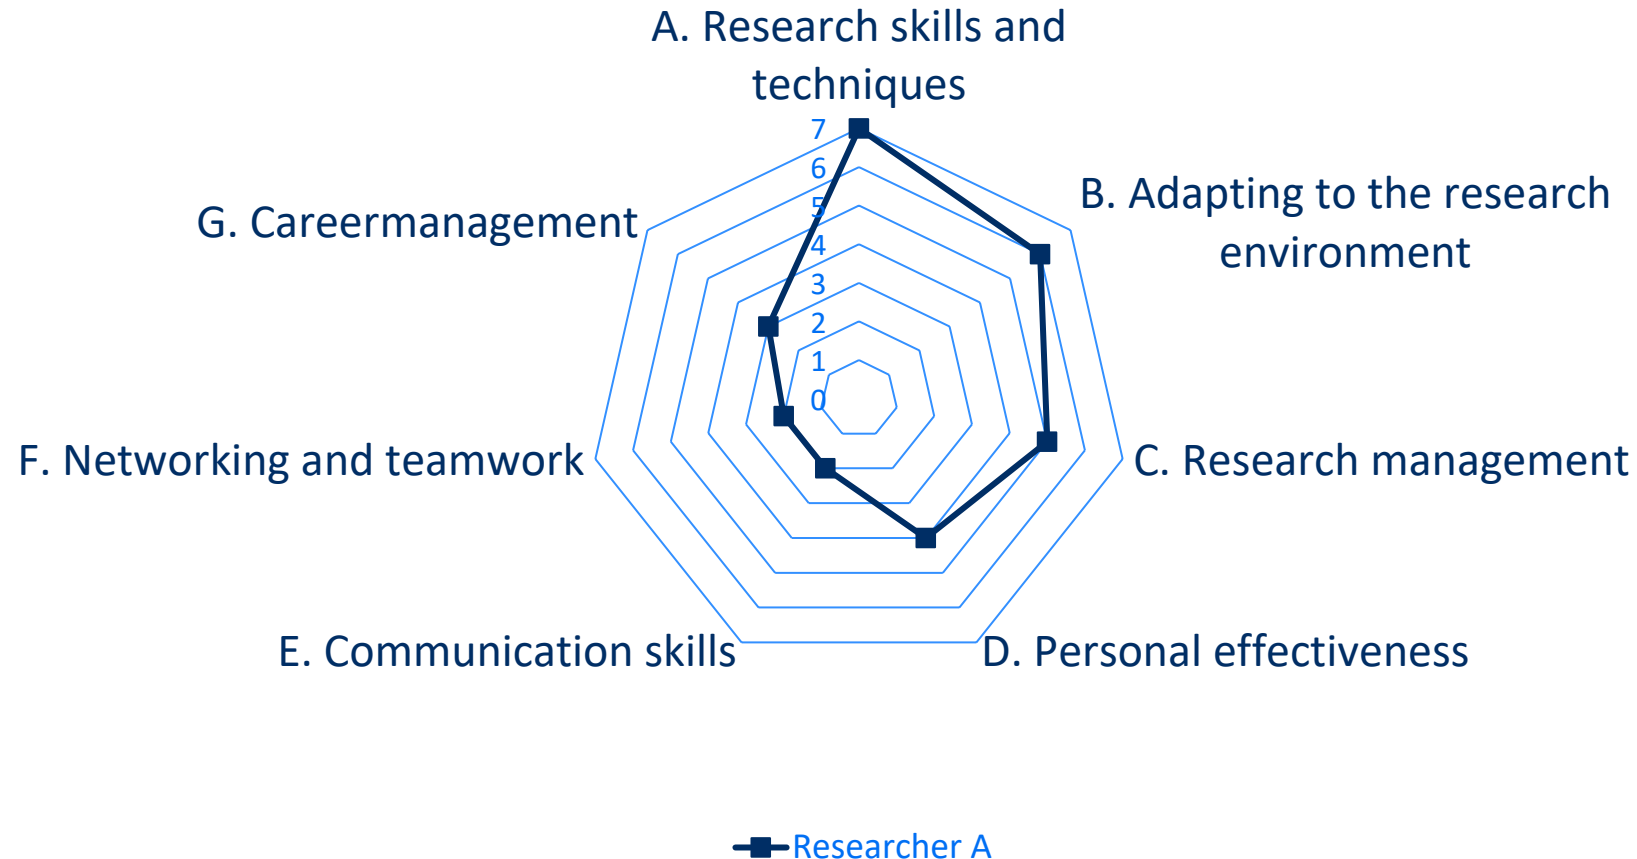 A. Research skills and
techniques
7
6
5
4
3
2
1
0
B. Adapting to the research
environment
G. Careermanagement
F. Networking and teamwork
C. Research management
E. Communication skills
D. Personal effectiveness
Researcher A